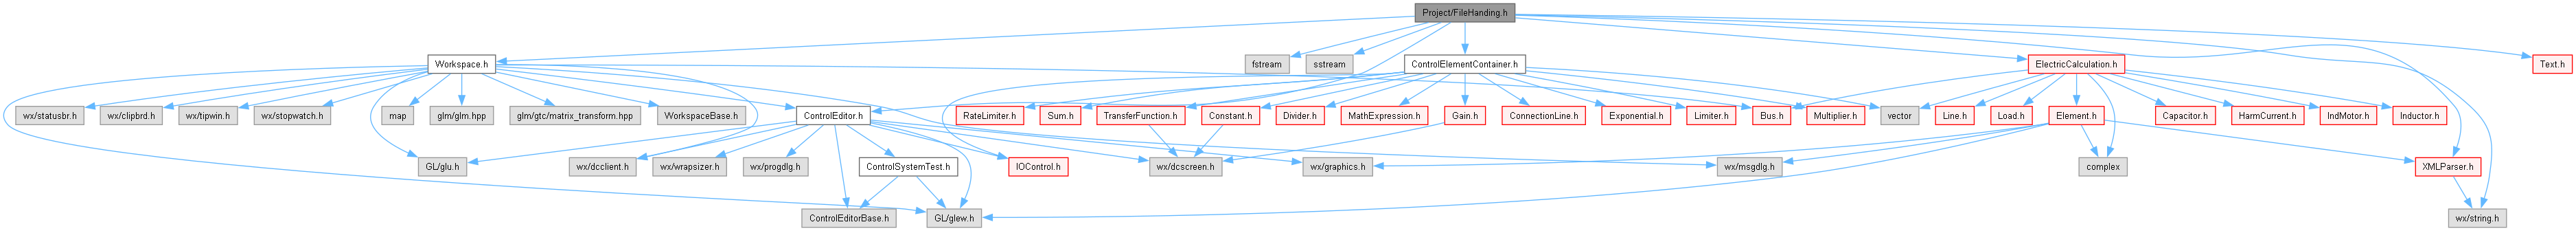 Project/FileHanding.h
Workspace.h
fstream
sstream
ControlElementContainer.h
ElectricCalculation.h
Text.h
wx/statusbr.h
wx/clipbrd.h
wx/tipwin.h
wx/stopwatch.h
map
glm/glm.hpp
glm/gtc/matrix_transform.hpp
WorkspaceBase.h
ControlEditor.h
RateLimiter.h
Sum.h
TransferFunction.h
Constant.h
Divider.h
MathExpression.h
Gain.h
ConnectionLine.h
Exponential.h
Limiter.h
Bus.h
Multiplier.h
vector
Line.h
Load.h
Element.h
Capacitor.h
HarmCurrent.h
IndMotor.h
Inductor.h
GL/glu.h
wx/dcclient.h
wx/wrapsizer.h
wx/progdlg.h
ControlSystemTest.h
IOControl.h
wx/dcscreen.h
wx/graphics.h
wx/msgdlg.h
complex
XMLParser.h
ControlEditorBase.h
GL/glew.h
wx/string.h